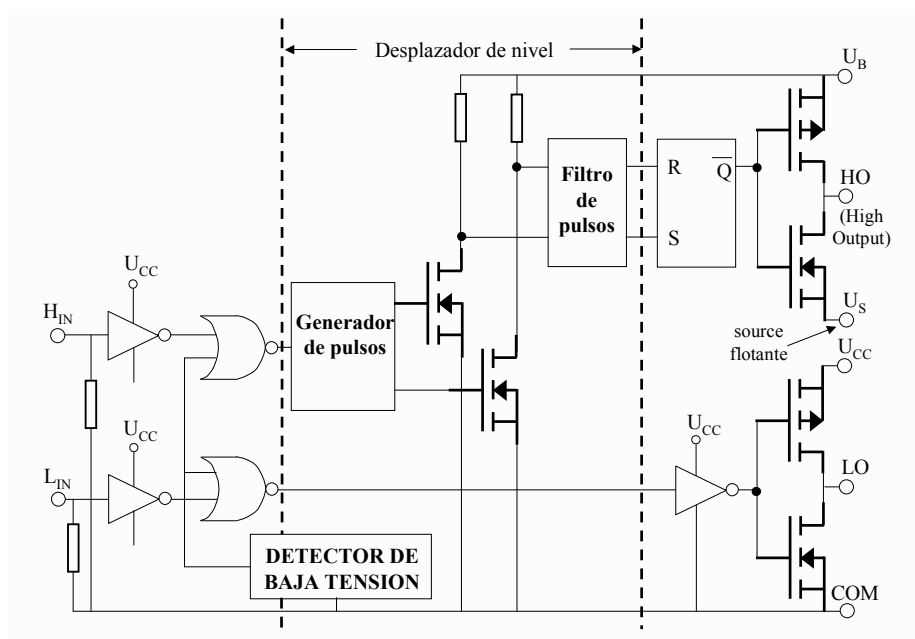 Desplazador de nivel
U_B
R
Q̅
S
Filtro
de
pulsos
HO
(High
Output)
U_S
source
flotante
U_CC
U_CC
H_IN
Generador
de pulsos
U_CC
L_IN
U_CC
LO
DETECTOR DE
BAJA TENSION
COM